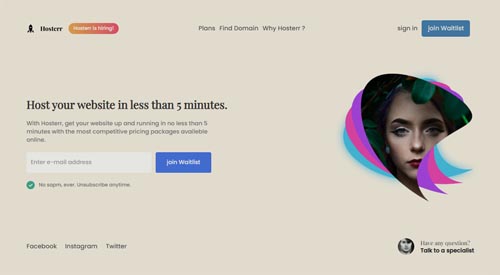 Hosterr
Hosterr is hiring!
Plans Find Domain Why Hosterr ?
sign in
join Waitlist
Host your website in less than 5 minutes.
With Hosterr, get your website up and running in no less than 5
minutes with the most competitive pricing packages available
online.
Enter e-mail address
join Waitlist
No sapm, ever. Unsubscribe anytime.
Facebook Instagram Twitter
Have any question?
Talk to a specialist